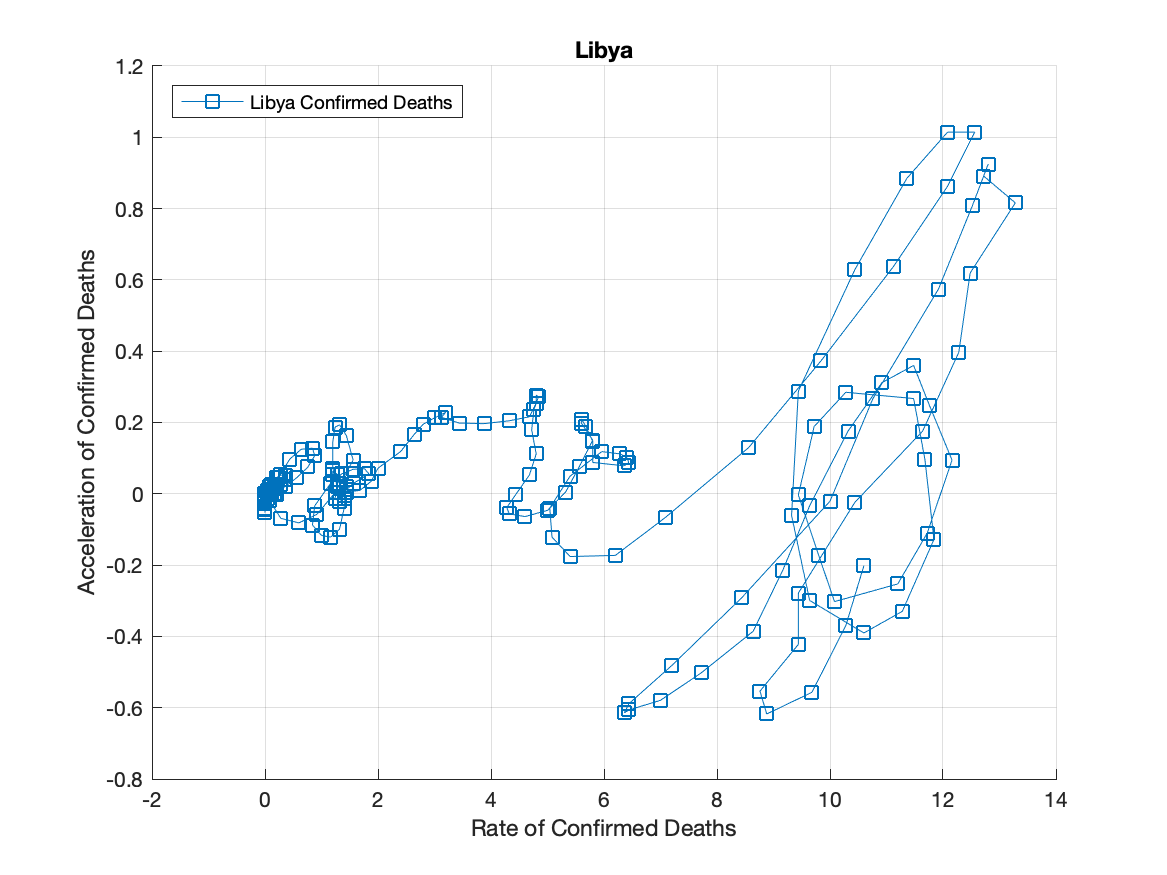 Libya
Libya Confirmed Deaths
Acceleration of Confirmed Deaths
1.2
1
0.8
0.6
0.4
0.2
0
-0.2
-0.4
-0.6
-0.8
-2 0 2 4 6 8 10 12 14
Rate of Confirmed Deaths